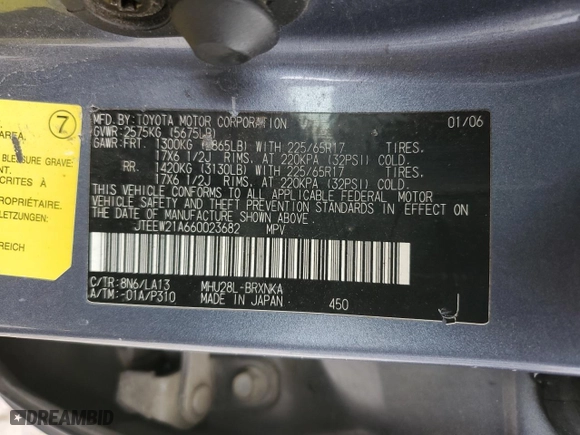 7
AREA.
BLESSURE GRAVE
NT.
CRITES À
PROPRIÉTAIRE.
LETZUNGEN.
REICH
MFD.BY:TOYOTA MOTOR CORPORATION 01/06
GVWR:2575KG (5675LB)
GAWR:FRT. 1300KG (2865LB) WITH 225/65R17 TIRES.
17X6 1/2J RIMS. AT 220KPA (32PSI) COLD.
RR. 1420KG (3130LB) WITH 225/65R17 TIRES.
17X6 1/2J RIMS. AT 220KPA (32PSI) COLD.
THIS VEHICLE CONFORMS TO ALL APPLICABLE FEDERAL MOTOR
VEHICLE SAFETY AND THEFT PREVENTION STANDARDS IN EFFECT ON
THE DATE OF MANUFACTURE SHOWN ABOVE.
JTEEW21A660023682 MPV
C/TR:8N6/LA13 MHU28L-BRXNKA
A/TM:-01A/P310 MADE IN JAPAN 450
DREAMBID